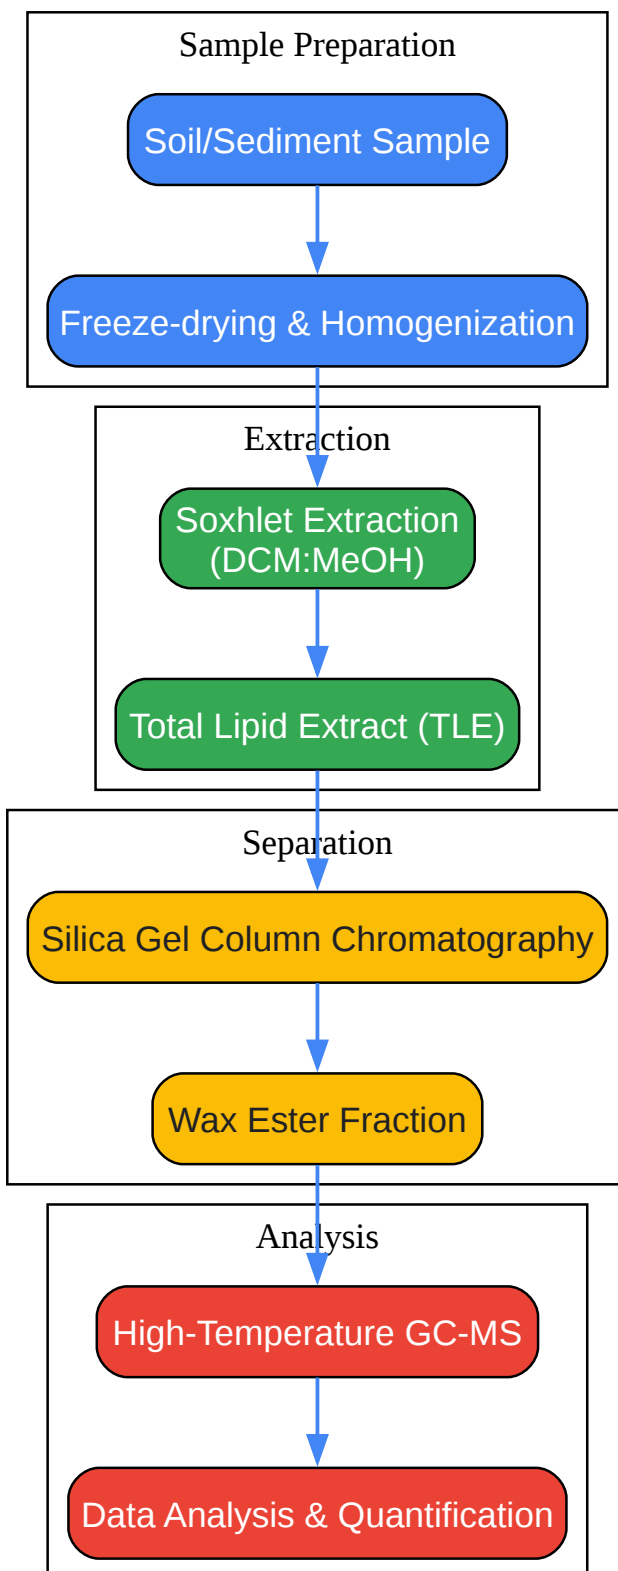 Sample Preparation
Soil/Sediment Sample
Freeze-drying & Homogenization
Extraction
Soxhlet Extraction
(DCM:MeOH)
Total Lipid Extract (TLE)
Separation
Silica Gel Column Chromatography
Wax Ester Fraction
Analysis
High-Temperature GC-MS
Data Analysis & Quantification